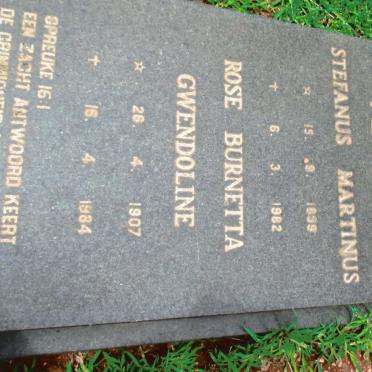 STEFANUS MARTINUS
☆ 15. 9. 1899
✝ 6. 3. 1982
ROSE BURNETTA
GWENDOLINE
☆ 26. 4. 1907
✝ 16. 4. 1984
SPREUKE 15:1
EEN ZACHT ANTWOORD KEERT
DE